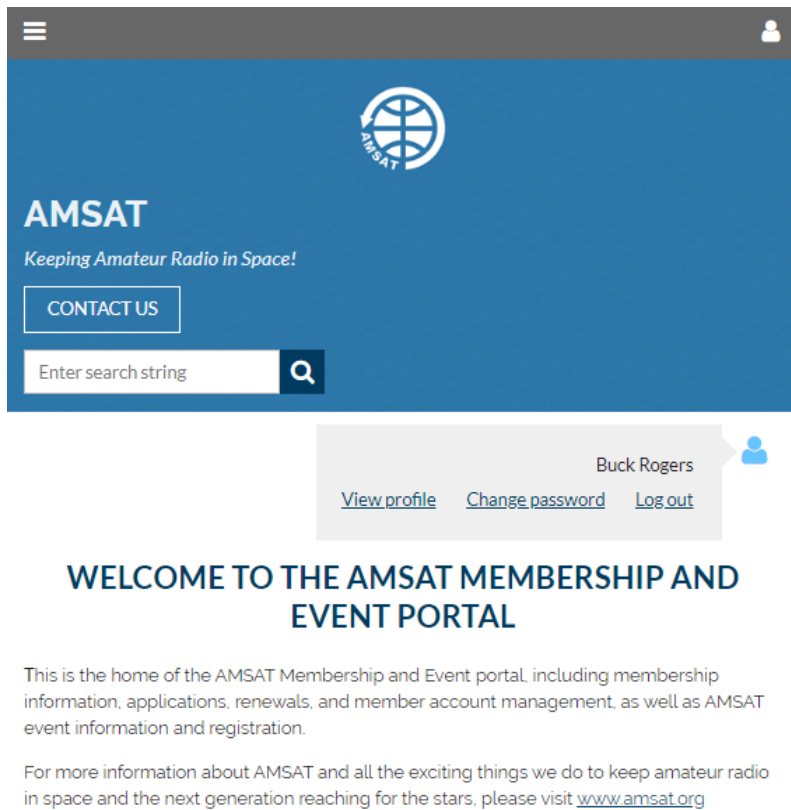 AMSAT
AMSAT
Keeping Amateur Radio in Space!
CONTACT US
Enter search string
Buck Rogers
View profile Change password Log out
WELCOME TO THE AMSAT MEMBERSHIP AND
EVENT PORTAL
This is the home of the AMSAT Membership and Event portal, including membership
information, applications, renewals, and member account management, as well as AMSAT
event information and registration.
For more information about AMSAT and all the exciting things we do to keep amateur radio
in space and the next generation reaching for the stars, please visit www.amsat.org